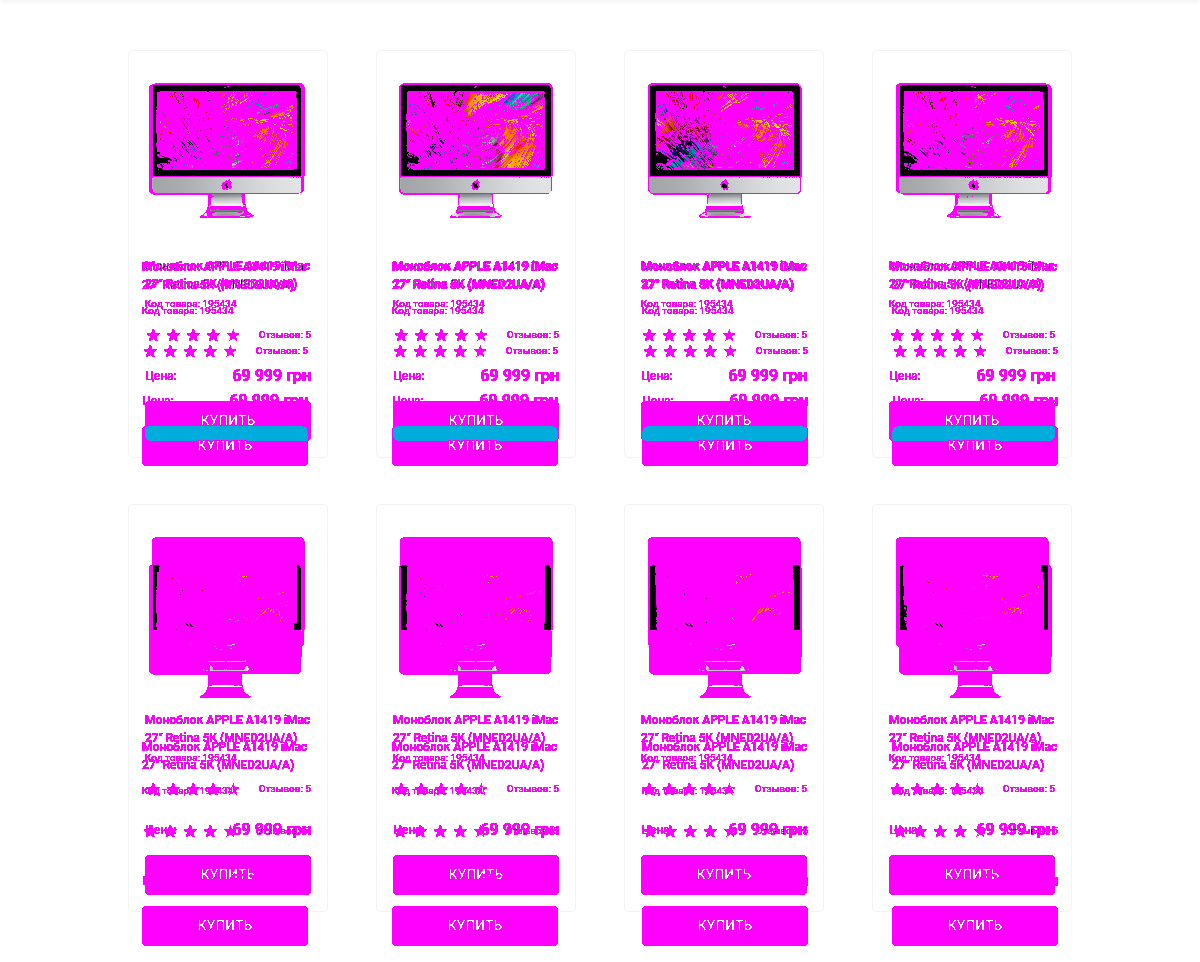 Моноблок APPLE A1419 iMac
27" Retina 5K (MNED2UA/A)
Код товара: 195434
Код товара: 195434
Отзывов: 5
Отзывов: 5
Цена: 69 999 грн
Цена: 69 999 грн
КУПИТЬ
КУПИТЬ
Моноблок APPLE A1419 iMac
27" Retina 5K (MNED2UA/A)
Код товара: 195434
Код товара: 195434
Отзывов: 5
Отзывов: 5
Цена: 69 999 грн
Цена: 69 999 грн
КУПИТЬ
КУПИТЬ
Моноблок APPLE A1419 iMac
27" Retina 5K (MNED2UA/A)
Код товара: 195434
Код товара: 195434
Отзывов: 5
Отзывов: 5
Цена: 69 999 грн
Цена: 69 999 грн
КУПИТЬ
КУПИТЬ
Моноблок APPLE A1419 iMac
27" Retina 5K (MNED2UA/A)
Код товара: 195434
Код товара: 195434
Отзывов: 5
Отзывов: 5
Цена: 69 999 грн
Цена: 69 999 грн
КУПИТЬ
КУПИТЬ
Моноблок APPLE A1419 iMac
27" Retina 5K (MNED2UA/A)
Моноблок APPLE A1419 iMac
Код товара: 195434
27" Retina 5K (MNED2UA/A)
Отзывов: 5
Код товара: 195434
Цена: 69 999 грн
КУПИТЬ
КУПИТЬ
Моноблок APPLE A1419 iMac
27" Retina 5K (MNED2UA/A)
Моноблок APPLE A1419 iMac
Код товара: 195434
27" Retina 5K (MNED2UA/A)
Отзывов: 5
Код товара: 195434
Цена: 69 999 грн
КУПИТЬ
КУПИТЬ
Моноблок APPLE A1419 iMac
27" Retina 5K (MNED2UA/A)
Моноблок APPLE A1419 iMac
Код товара: 195434
27" Retina 5K (MNED2UA/A)
Отзывов: 5
Код товара: 195434
Цена: 69 999 грн
КУПИТЬ
КУПИТЬ
Моноблок APPLE A1419 iMac
27" Retina 5K (MNED2UA/A)
Моноблок APPLE A1419 iMac
Код товара: 195434
27" Retina 5K (MNED2UA/A)
Отзывов: 5
Код товара: 195434
Цена: 69 999 грн
КУПИТЬ
КУПИТЬ